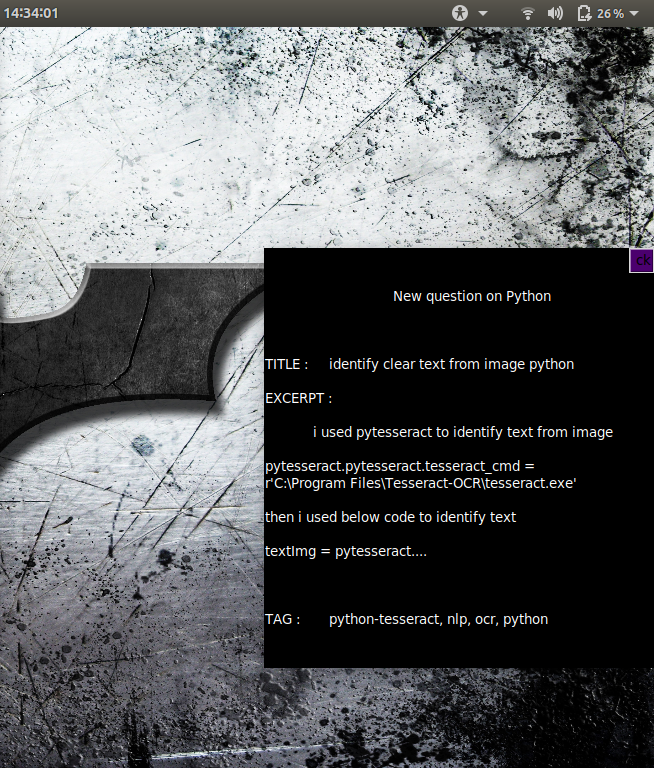 14:34:01
26%
ck
New question on Python
TITLE : identify clear text from image python
EXCERPT :
i used pytesseract to identify text from image
pytesseract.pytesseract.tesseract_cmd =
r'C:\Program Files\Tesseract-OCR\tesseract.exe'
then i used below code to identify text
textImg = pytesseract....
TAG : python-tesseract, nlp, ocr, python